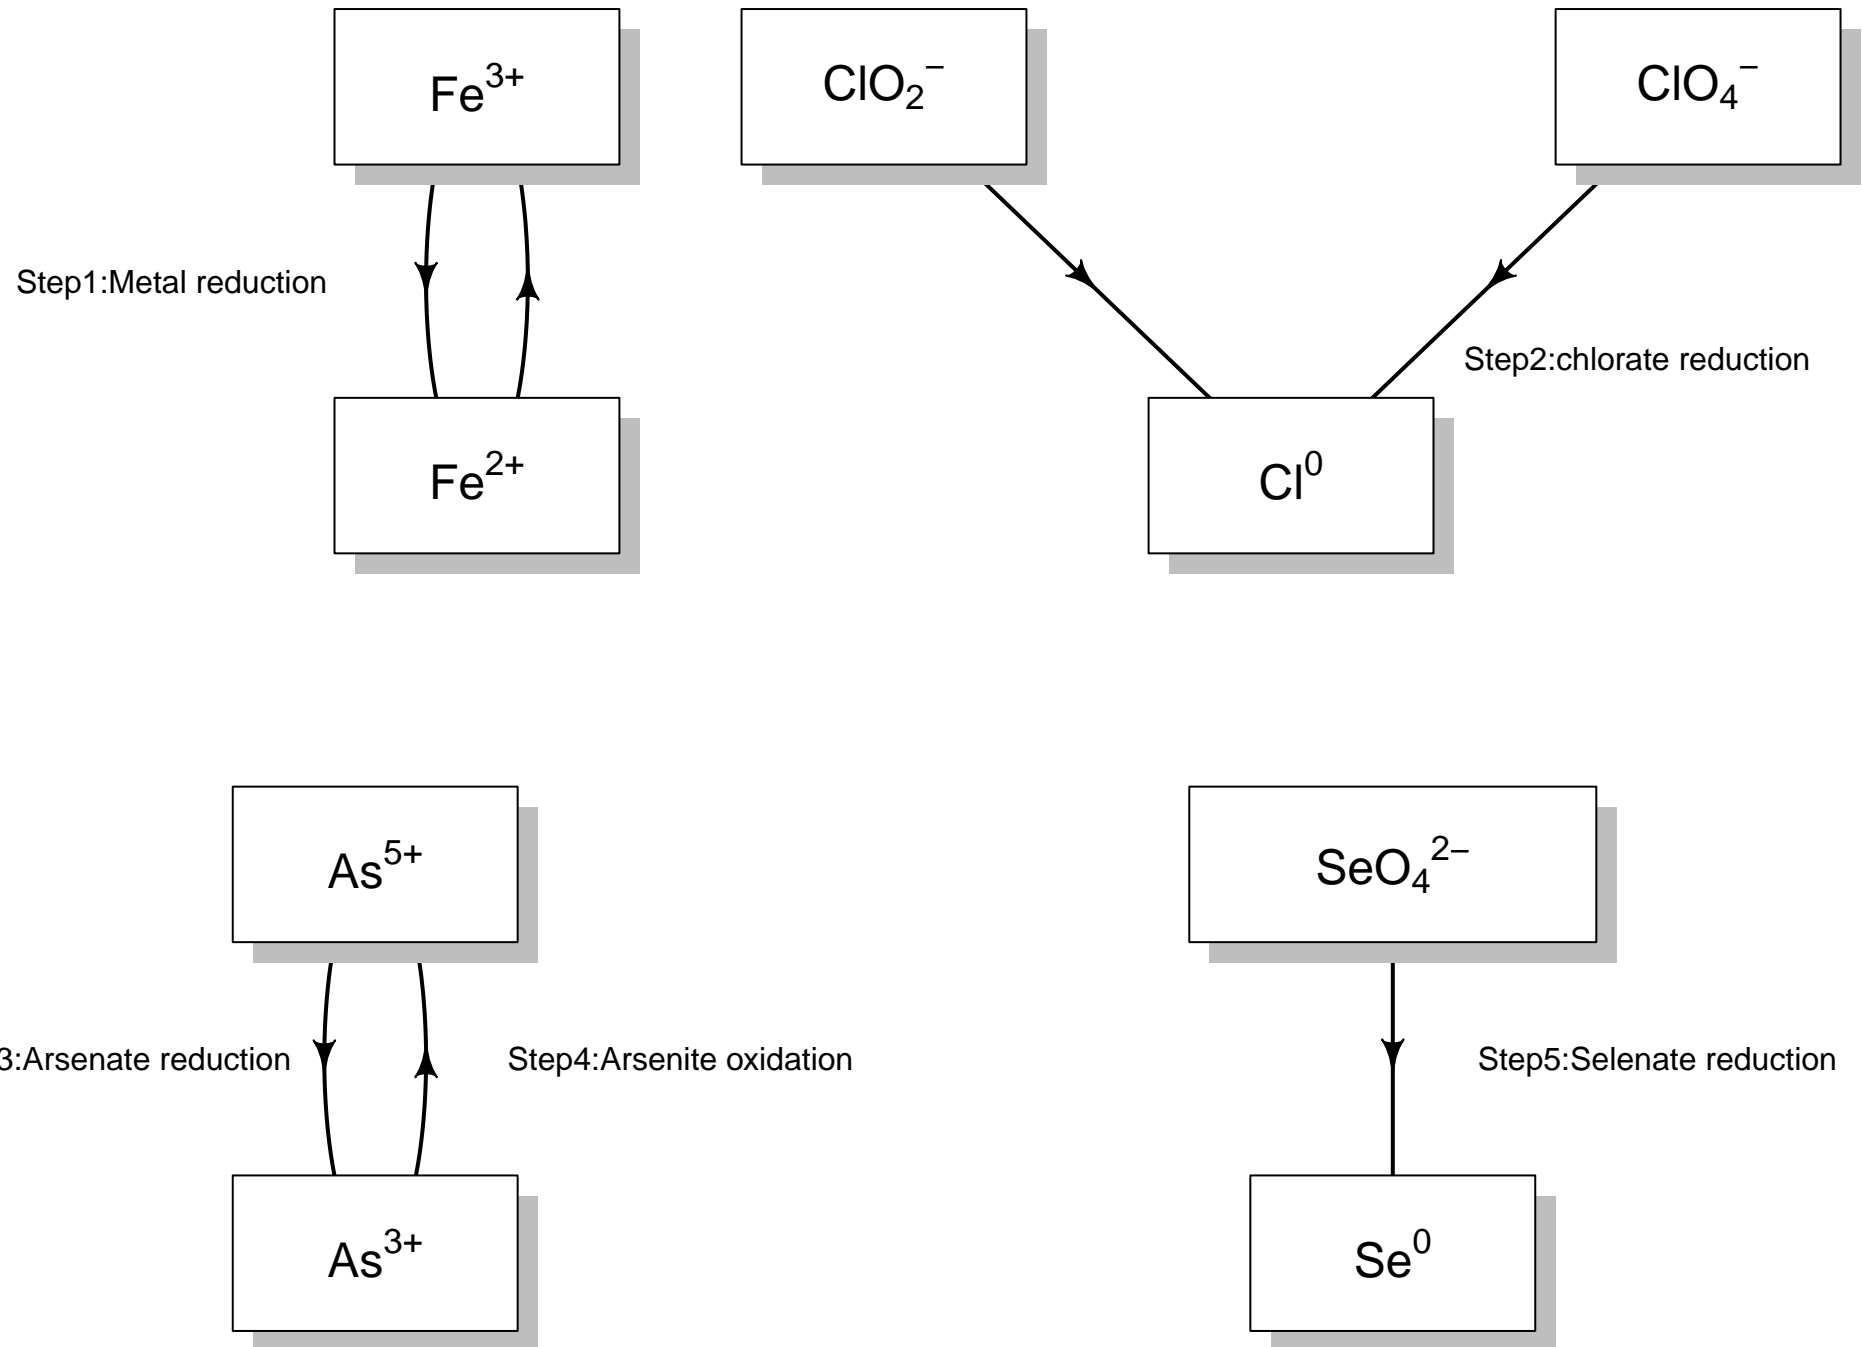 Fe³⁺
ClO₂⁻
ClO₄⁻
Step1:Metal reduction
Step2:chlorate reduction
Fe²⁺
Cl⁰
As⁵⁺
SeO₄²⁻
3:Arsenate reduction
Step4:Arsenite oxidation
Step5:Selenate reduction
As³⁺
Se⁰